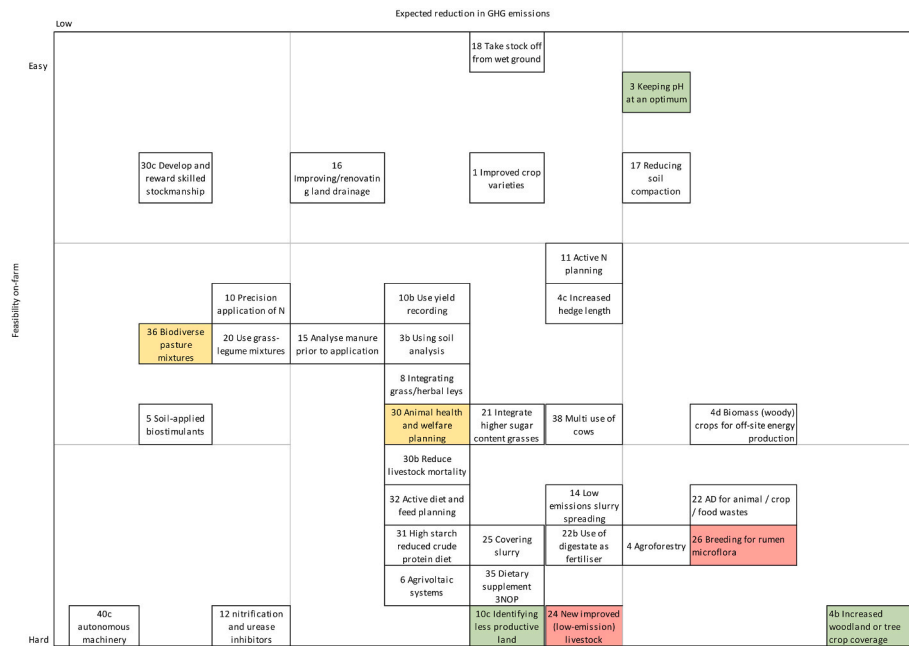 Expected reduction in GHG emissions
Low
Easy
Feasibility on-farm
Hard
18 Take stock off
from wet ground
3 Keeping pH
at an optimum
30c Develop and
reward skilled
stockmanship
16
Improving/renovatin
g land drainage
1 Improved crop
varieties
17 Reducing
soil
compaction
11 Active N
planning
10 Precision
application of N
10b Use yield
recording
4c Increased
hedge length
36 Biodiverse
pasture
mixtures
20 Use grass-
legume mixtures
15 Analyse manure
prior to application
3b Using soil
analysis
8 Integrating
grass/herbal leys
5 Soil-applied
biostimulants
30 Animal health
and welfare
planning
21 Integrate
higher sugar
content grasses
38 Multi use of
cows
4d Biomass (woody)
crops for off-site energy
production
30b Reduce
livestock mortality
32 Active diet and
feed planning
14 Low
emissions slurry
spreading
22 AD for animal / crop
/ food wastes
31 High starch
reduced crude
protein diet
25 Covering
slurry
22b Use of
digestate as
fertiliser
4 Agroforestry
26 Breeding for rumen
microflora
6 Agrivoltaic
systems
35 Dietary
supplement
3NOP
40c
autonomous
machinery
12 nitrification
and urease
inhibitors
10c Identifying
less productive
land
24 New improved
(low-emission)
livestock
4b Increased
woodland or tree
crop coverage